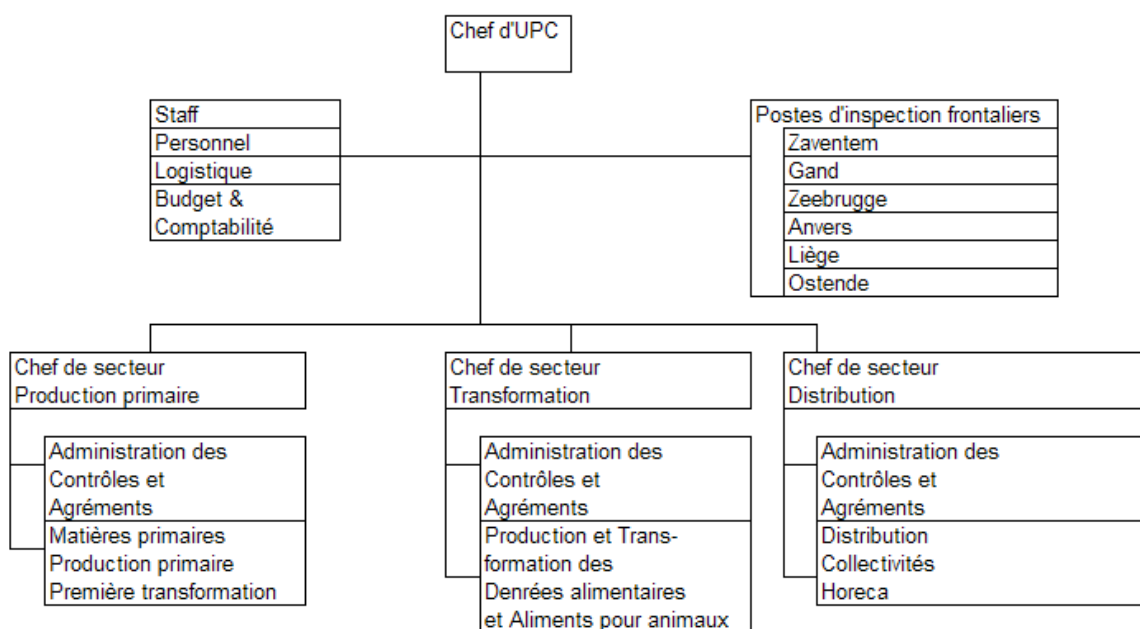 Chef d'UPC
Staff
Personnel
Logistique
Budget &
Comptabilité
Postes d'inspection frontaliers
Zaventem
Gand
Zeebrugge
Anvers
Liège
Ostende
Chef de secteur
Production primaire
Administration des
Contrôles et
Agréments
Matières primaires
Production primaire
Première transformation
Chef de secteur
Transformation
Administration des
Contrôles et
Agréments
Production et Trans-
formation des
Denrées alimentaires
et Aliments pour animaux
Chef de secteur
Distribution
Administration des
Contrôles et
Agréments
Distribution
Collectivités
Horeca